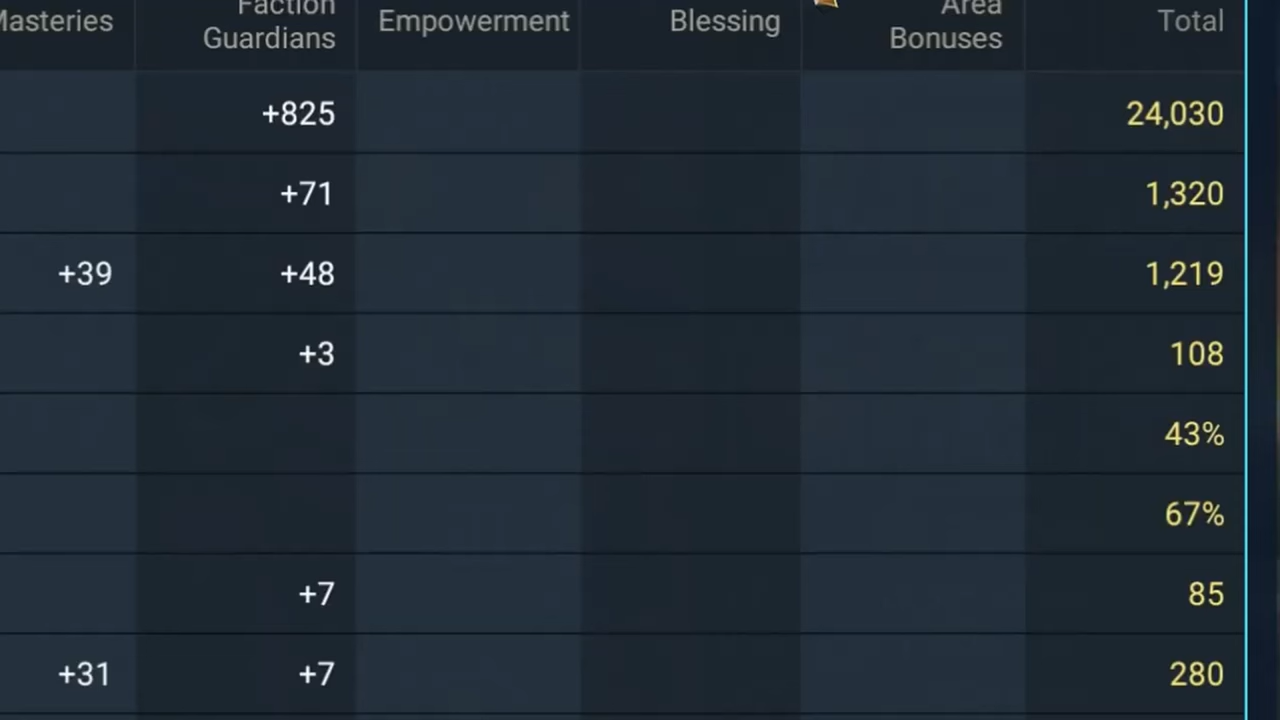 Masteries Faction Guardians Empowerment Blessing Area Bonuses Total
+825 24,030
+71 1,320
+39 +48 1,219
+3 108
43%
67%
+7 85
+31 +7 280